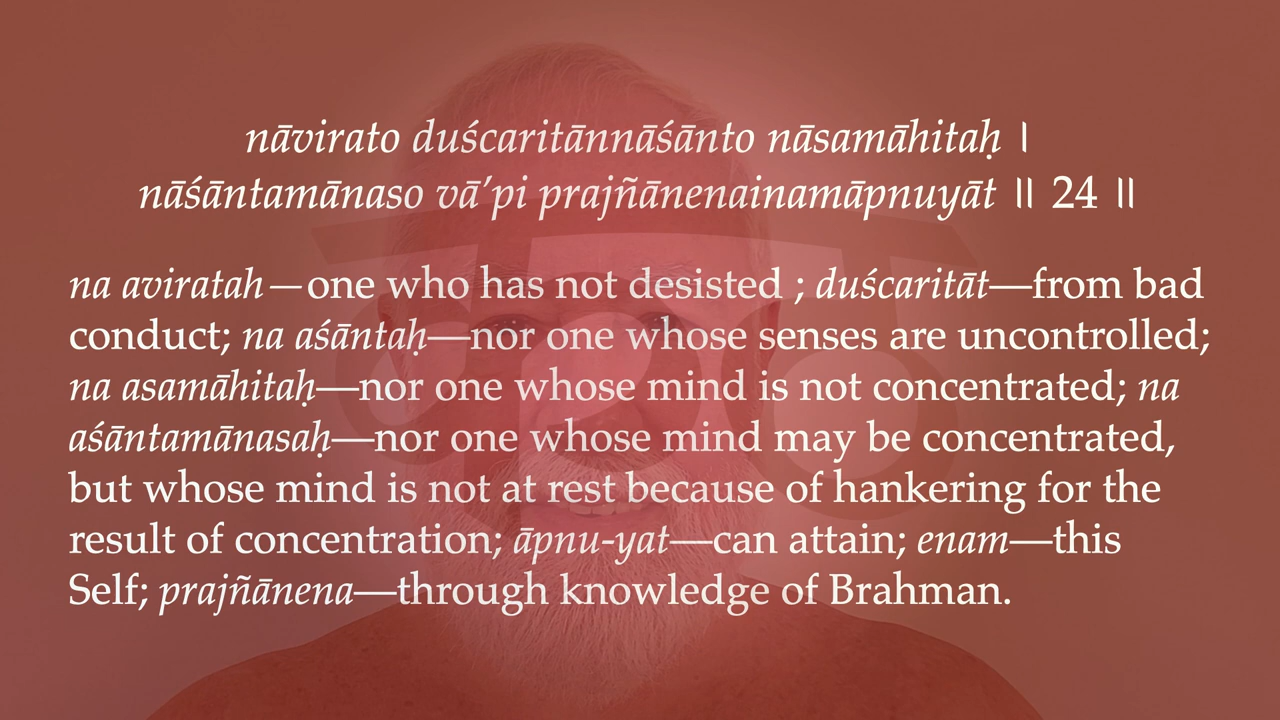 nāvirato duścaritānnāśānto nāsamāhitaḥ ।
nāśāntamānaso vā’pi prajñānenainamāpnuyāt ॥ 24 ॥
na aviratah—one who has not desisted ; duścaritāt—from bad
conduct; na aśāntaḥ—nor one whose senses are uncontrolled;
na asamāhitaḥ—nor one whose mind is not concentrated; na
aśāntamānasaḥ—nor one whose mind may be concentrated,
but whose mind is not at rest because of hankering for the
result of concentration; āpnu-yat—can attain; enam—this
Self; prajñānena—through knowledge of Brahman.